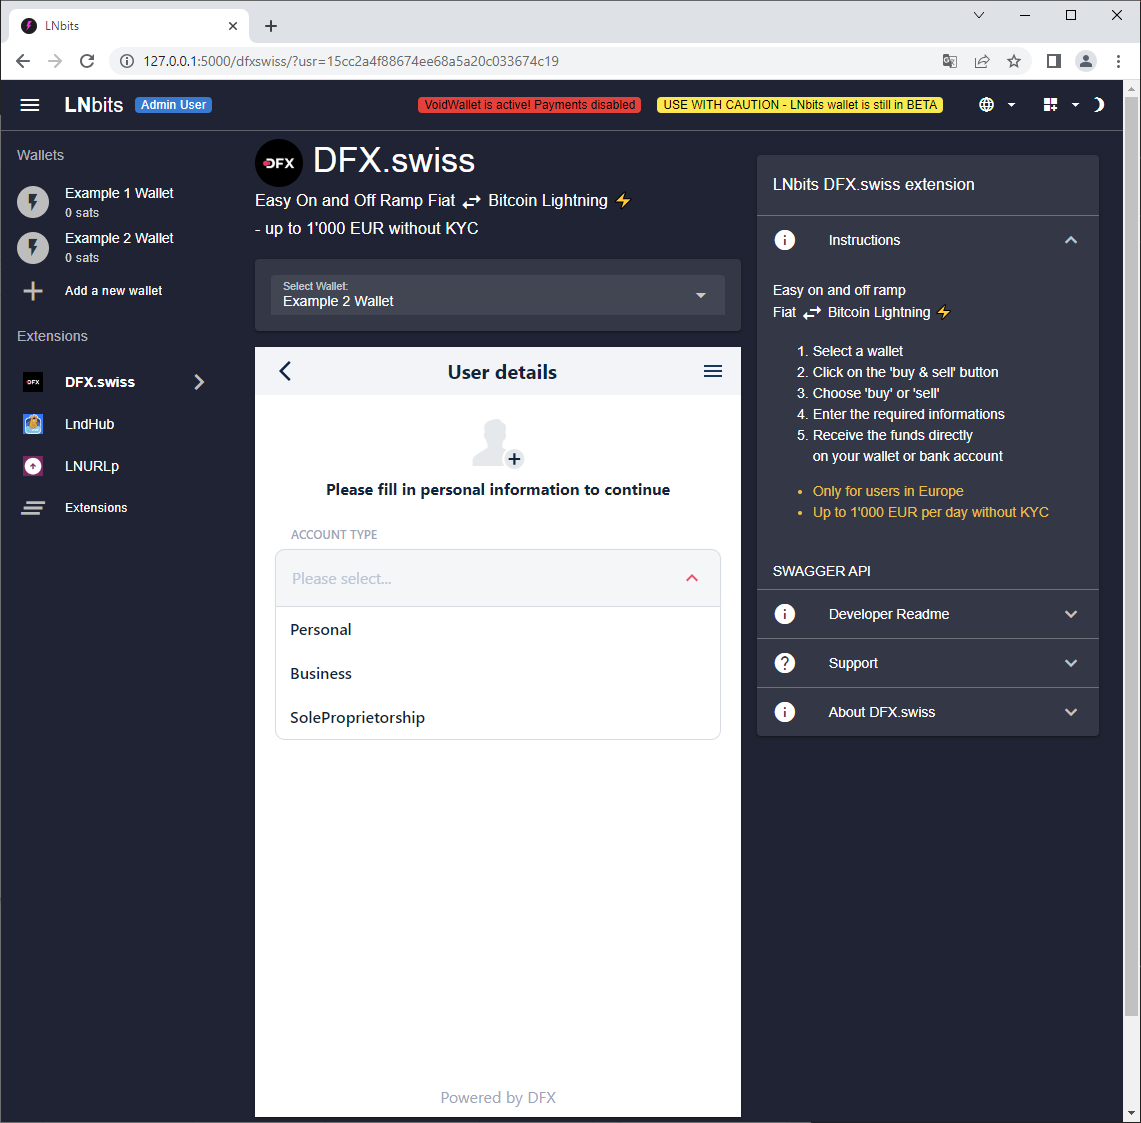 LNbits
127.0.0.1:5000/dfxswiss/?usr=15cc2a4f88674ee68a5a20c033674c19
LNbits Admin User VoidWallet is active! Payments disabled USE WITH CAUTION - LNbits wallet is still in BETA
Wallets
Example 1 Wallet
0 sats
Example 2 Wallet
0 sats
Add a new wallet
Extensions
DFX DFX.swiss
LndHub
LNURLp
Extensions
DFX DFX.swiss
Easy On and Off Ramp Fiat ⇄ Bitcoin Lightning ⚡
- up to 1'000 EUR without KYC
Select Wallet:
Example 2 Wallet
User details
Please fill in personal information to continue
ACCOUNT TYPE
Please select...
Personal
Business
SoleProprietorship
Powered by DFX
LNbits DFX.swiss extension
Instructions
Easy on and off ramp
Fiat ⇄ Bitcoin Lightning ⚡
1. Select a wallet
2. Click on the 'buy & sell' button
3. Choose 'buy' or 'sell'
4. Enter the required informations
5. Receive the funds directly
on your wallet or bank account
• Only for users in Europe
• Up to 1'000 EUR per day without KYC
SWAGGER API
Developer Readme
Support
About DFX.swiss